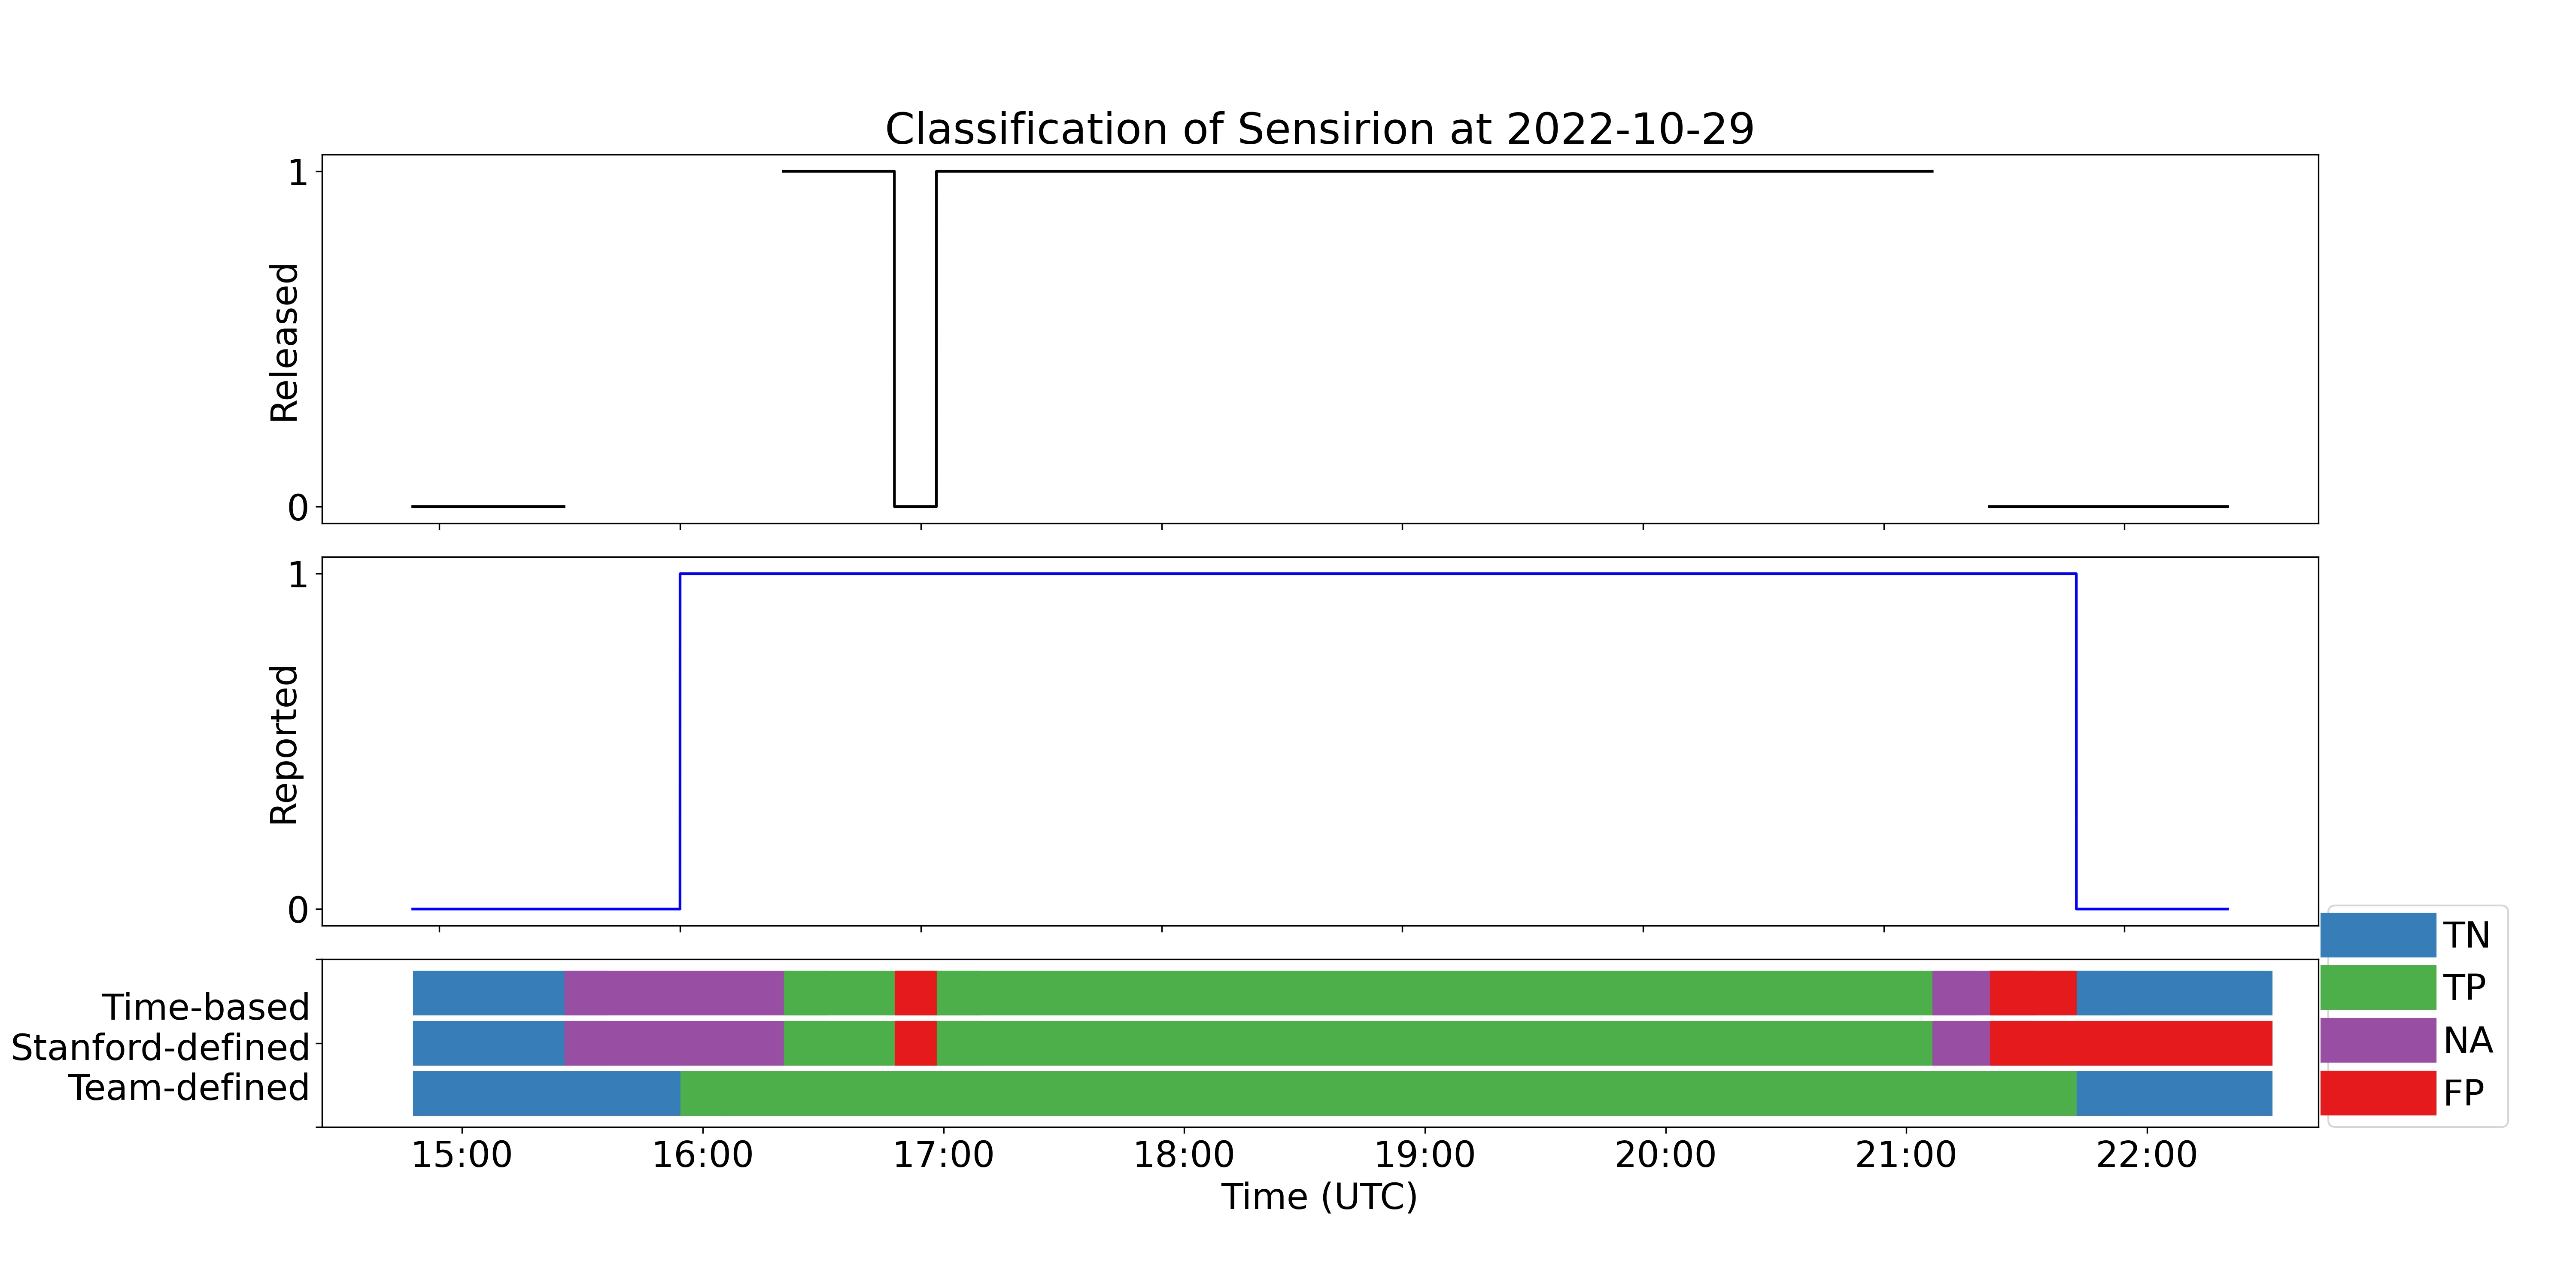 Classification of Sensirion at 2022-10-29
1
Released
0
1
Reported
0
TN
TP
NA
FP
Time-based
Stanford-defined
Team-defined
15:00 16:00 17:00 18:00 19:00 20:00 21:00 22:00
Time (UTC)